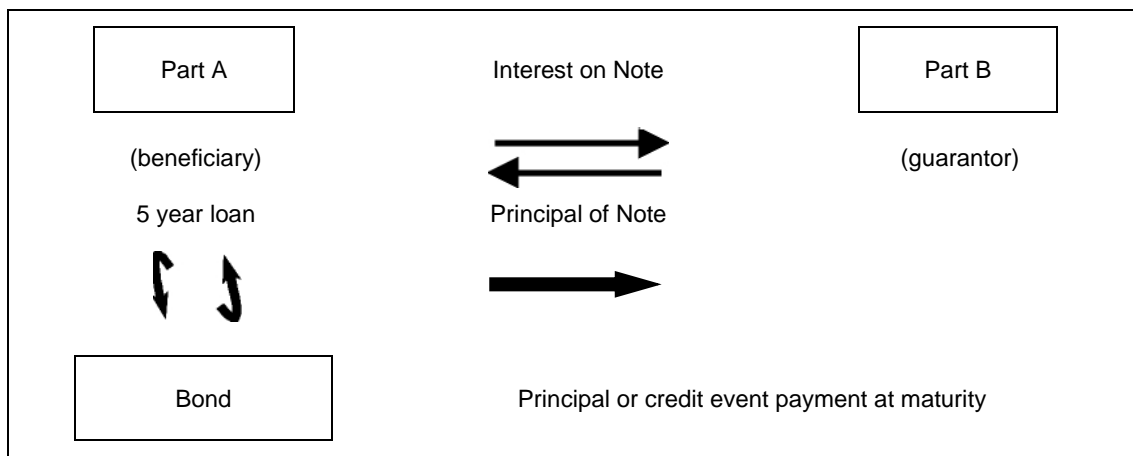 Part A
Interest on Note
Part B
(beneficiary)
(guarantor)
5 year loan
Principal of Note
Bond
Principal or credit event payment at maturity